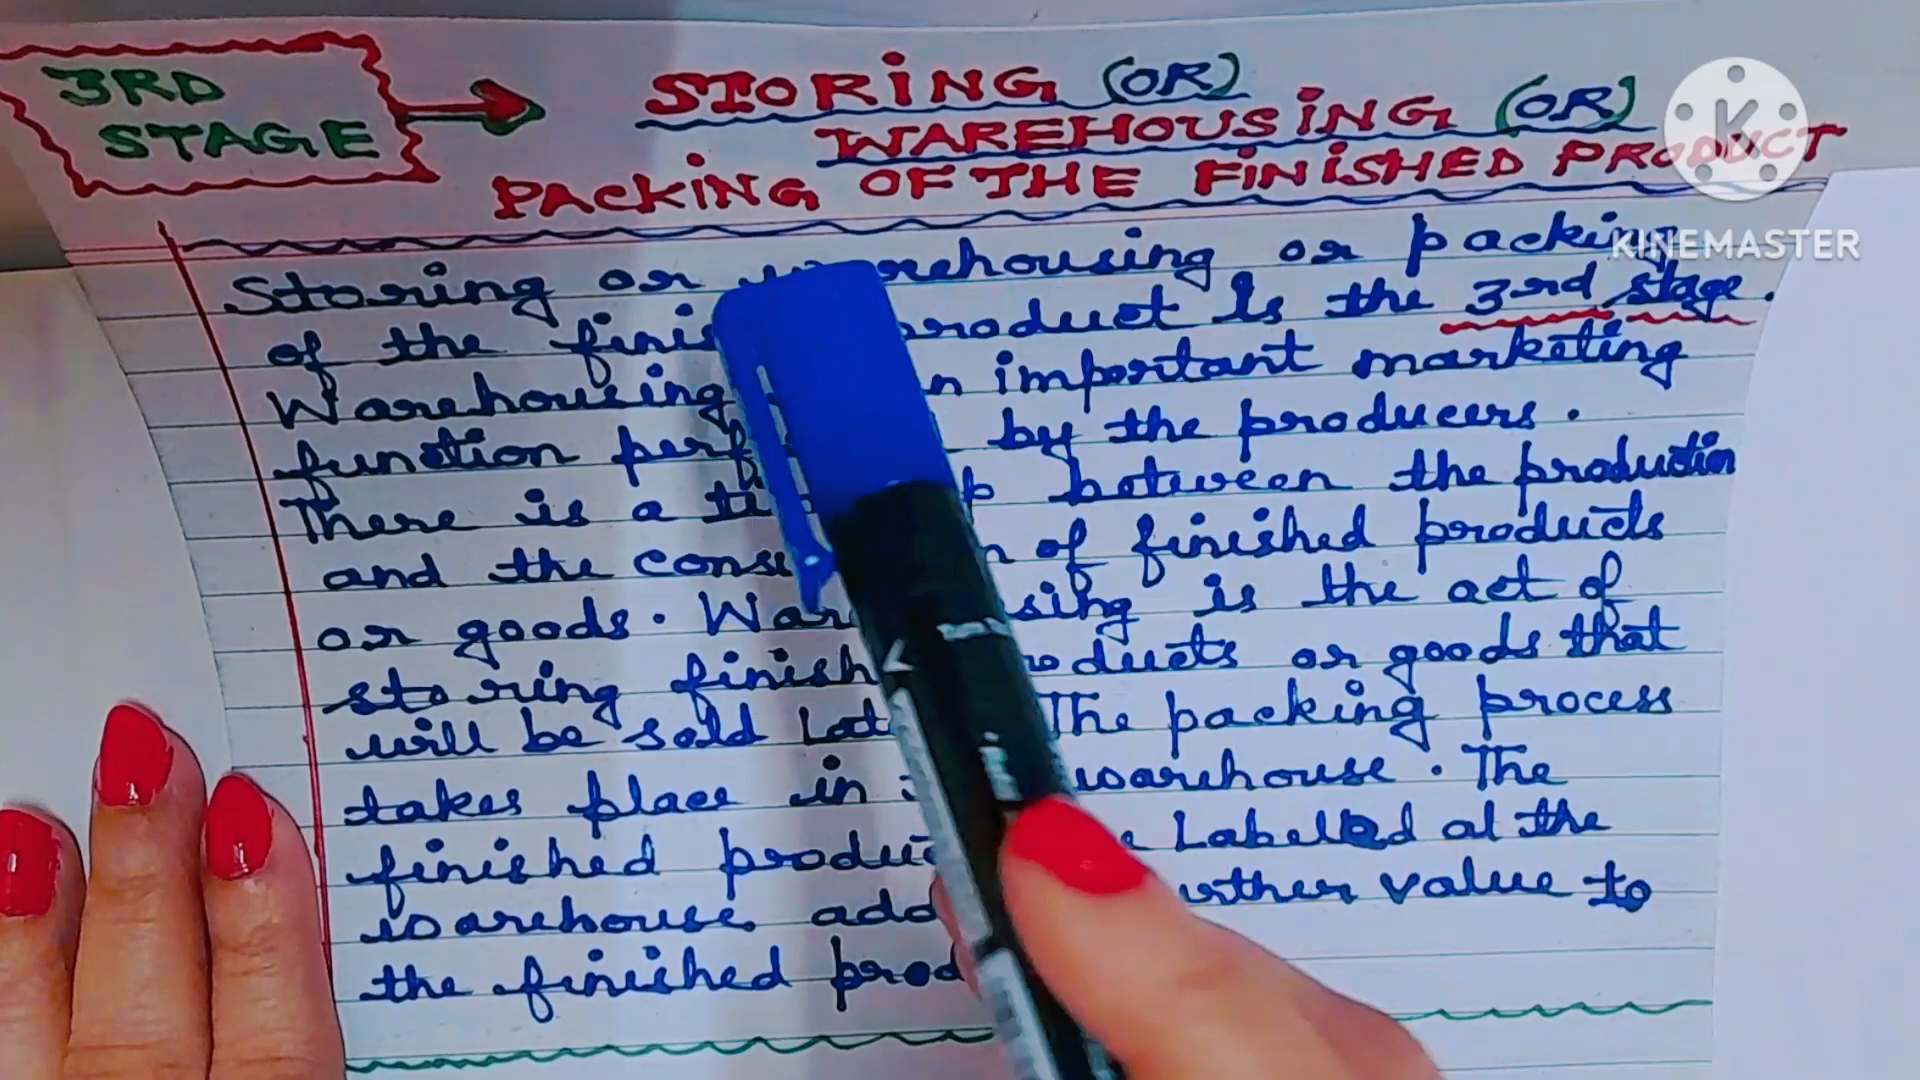 3RD
STAGE
STORING (OR)
WAREHOUSING (OR)
PACKING OF THE FINISHED PRODUCT
K
KINEMASTER
Storing or warehousing or packing
of the product is the 3rd stage.
Warehousing important marketing
function by the producers.
There is a between the production
and the of finished products
or goods. is the act of
storing or goods that
will be sold The packing process
takes place in warehouse. The
finished Labelled at the
warehouse value to
the finished